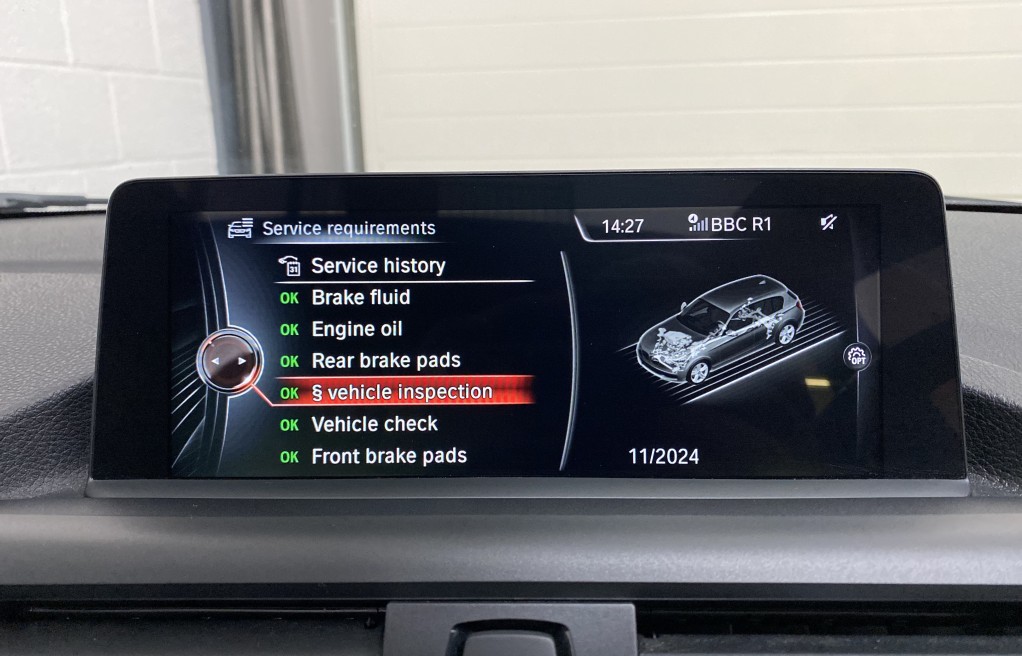 Service requirements
14:27 BBC R1
31 Service history
OK Brake fluid
OK Engine oil
OK Rear brake pads
OK § vehicle inspection
OK Vehicle check
OK Front brake pads
OPT
11/2024